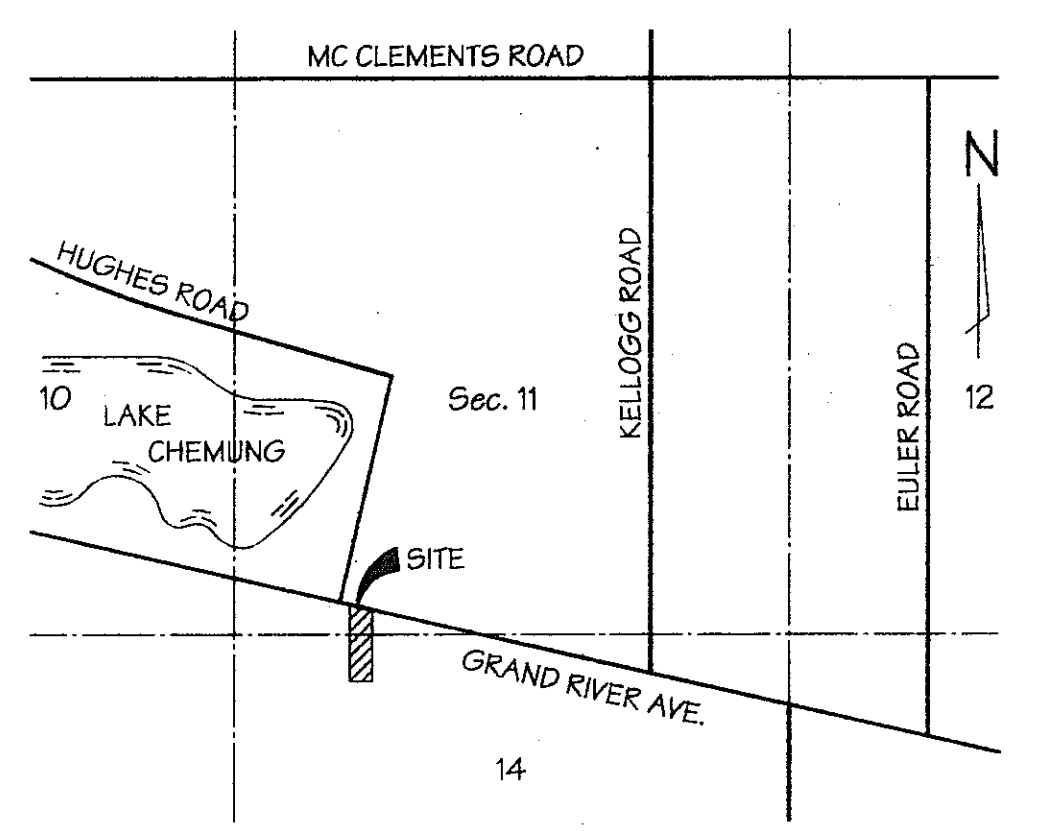 MC CLEMENTS ROAD
N
HUGHES ROAD
KELLOGG ROAD
EULER ROAD
10
LAKE
CHEMUNG
Sec. 11
12
SITE
GRAND RIVER AVE.
14